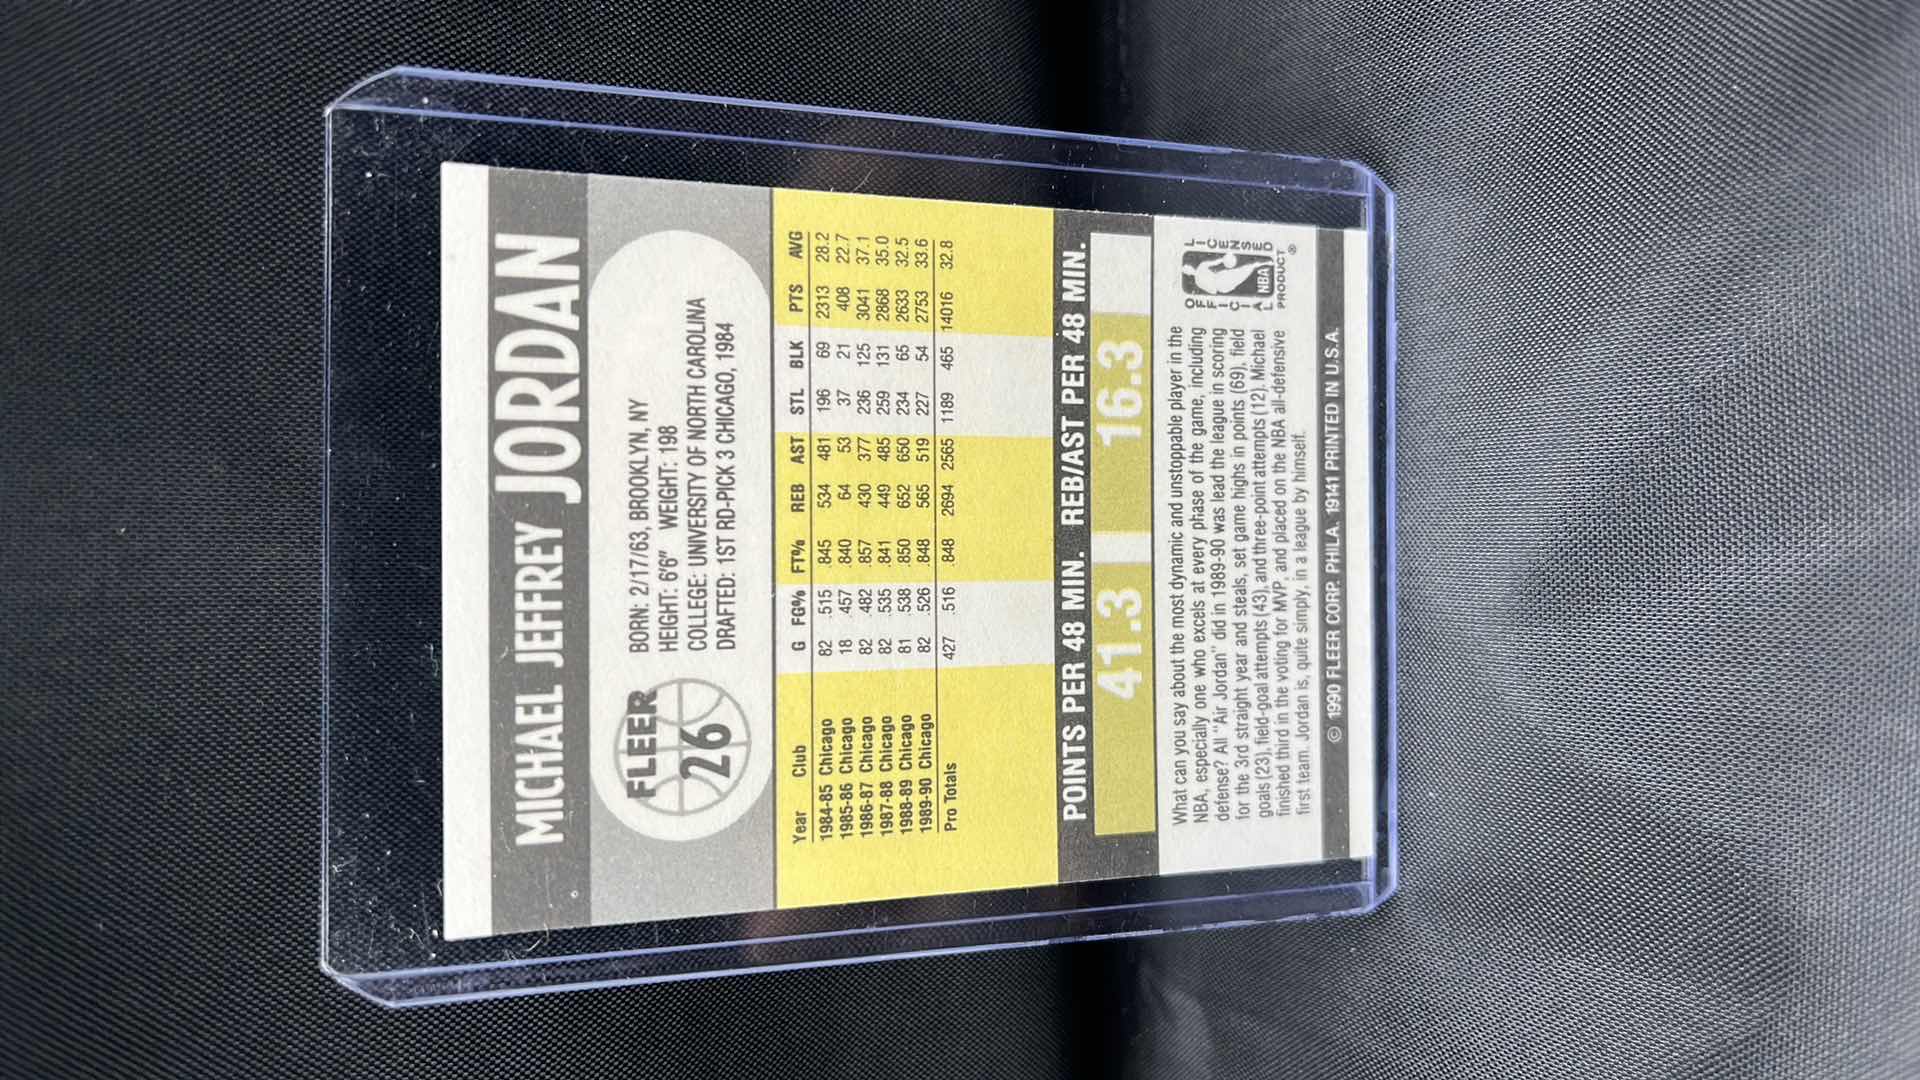 MICHAEL JEFFREY JORDAN
FLEER
26
BORN: 2/17/63, BROOKLYN, NY
HEIGHT: 6'6" WEIGHT: 198
COLLEGE: UNIVERSITY OF NORTH CAROLINA
DRAFTED: 1ST RD-PICK 3 CHICAGO, 1984
Year Club G FG% FT% REB AST STL BLK PTS AVG
1984-85 Chicago 82 .515 .845 534 481 196 69 2313 28.2
1985-86 Chicago 18 .457 .840 64 53 37 21 408 22.7
1986-87 Chicago 82 .482 .857 430 377 236 125 3041 37.1
1987-88 Chicago 82 .535 .841 449 485 259 131 2868 35.0
1988-89 Chicago 81 .538 .850 652 650 234 65 2633 32.5
1989-90 Chicago 82 .526 .848 565 519 227 54 2753 33.6
Pro Totals 427 .516 .848 2694 2565 1189 465 14016 32.8
POINTS PER 48 MIN. REB/AST PER 48 MIN.
41.3 16.3
What can you say about the most dynamic and unstoppable player in the
NBA, especially one who excels at every phase of the game, including
defense? All "Air Jordan" did in 1989-90 was lead the league in scoring
for the 3rd straight year and steals, set game highs in points (69), field
goals (23), field-goal attempts (43), and three-point attempts (12). Michael
finished third in the voting for MVP, and placed on the NBA all-defensive
first team. Jordan is, quite simply, in a league by himself.
OFFICIAL LICENSED
NBA
PRODUCT ®
© 1990 FLEER CORP. PHILA. 19141 PRINTED IN U.S.A.